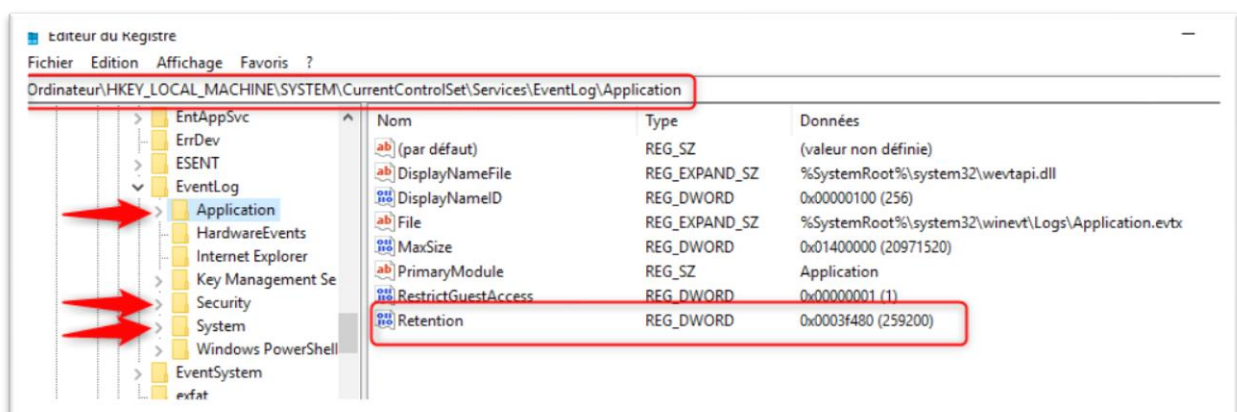 Editeur du Registre
Fichier Edition Affichage Favoris ?
Ordinateur\HKEY_LOCAL_MACHINE\SYSTEM\CurrentControlSet\Services\EventLog\Application
EntAppSvc
ErrDev
ESENT
EventLog
Application
HardwareEvents
Internet Explorer
Key Management Se
Security
System
Windows PowerShell
EventSystem
exfat
Nom Type Données
(par défaut) REG_SZ (valeur non définie)
DisplayNameFile REG_EXPAND_SZ %SystemRoot%\system32\wevtapi.dll
DisplayNameID REG_DWORD 0x00000100 (256)
File REG_EXPAND_SZ %SystemRoot%\system32\winevt\Logs\Application.evtx
MaxSize REG_DWORD 0x01400000 (20971520)
PrimaryModule REG_SZ Application
RestrictGuestAccess REG_DWORD 0x00000001 (1)
Retention REG_DWORD 0x0003f480 (259200)